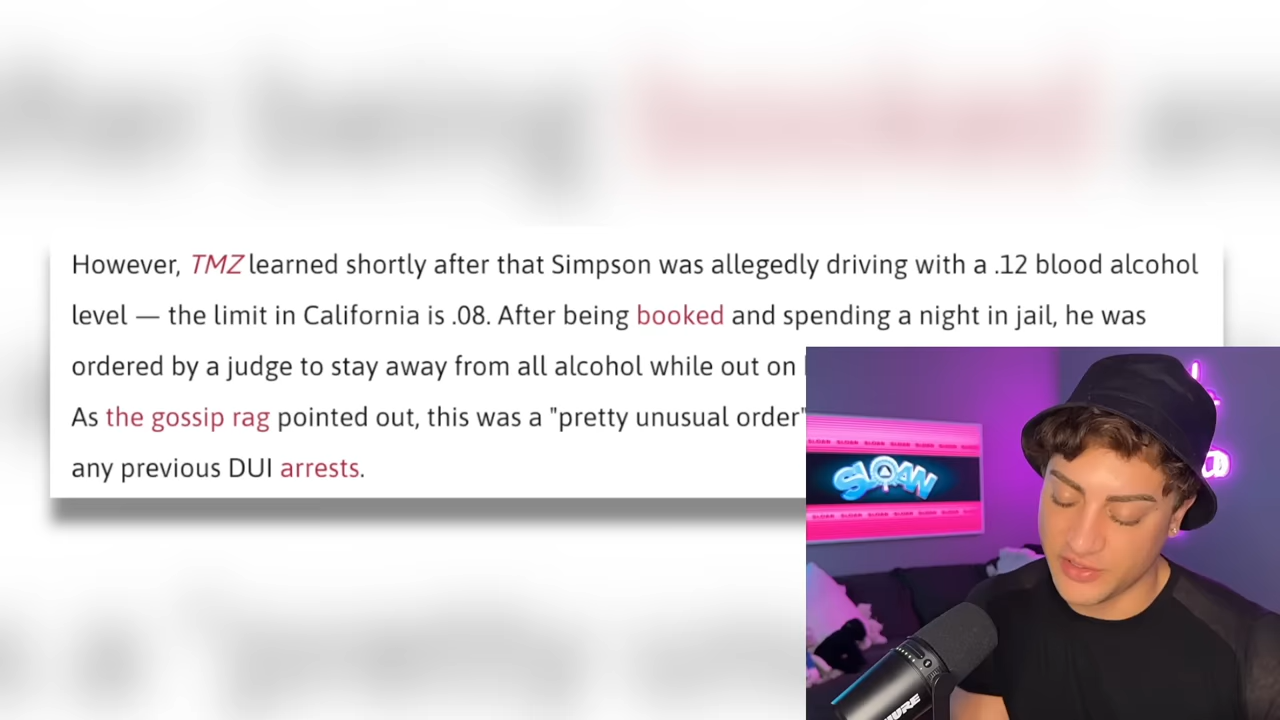 However, TMZ learned shortly after that Simpson was allegedly driving with a .12 blood alcohol
level — the limit in California is .08. After being booked and spending a night in jail, he was
ordered by a judge to stay away from all alcohol while out on
As the gossip rag pointed out, this was a "pretty unusual order"
any previous DUI arrests.
SLOAN